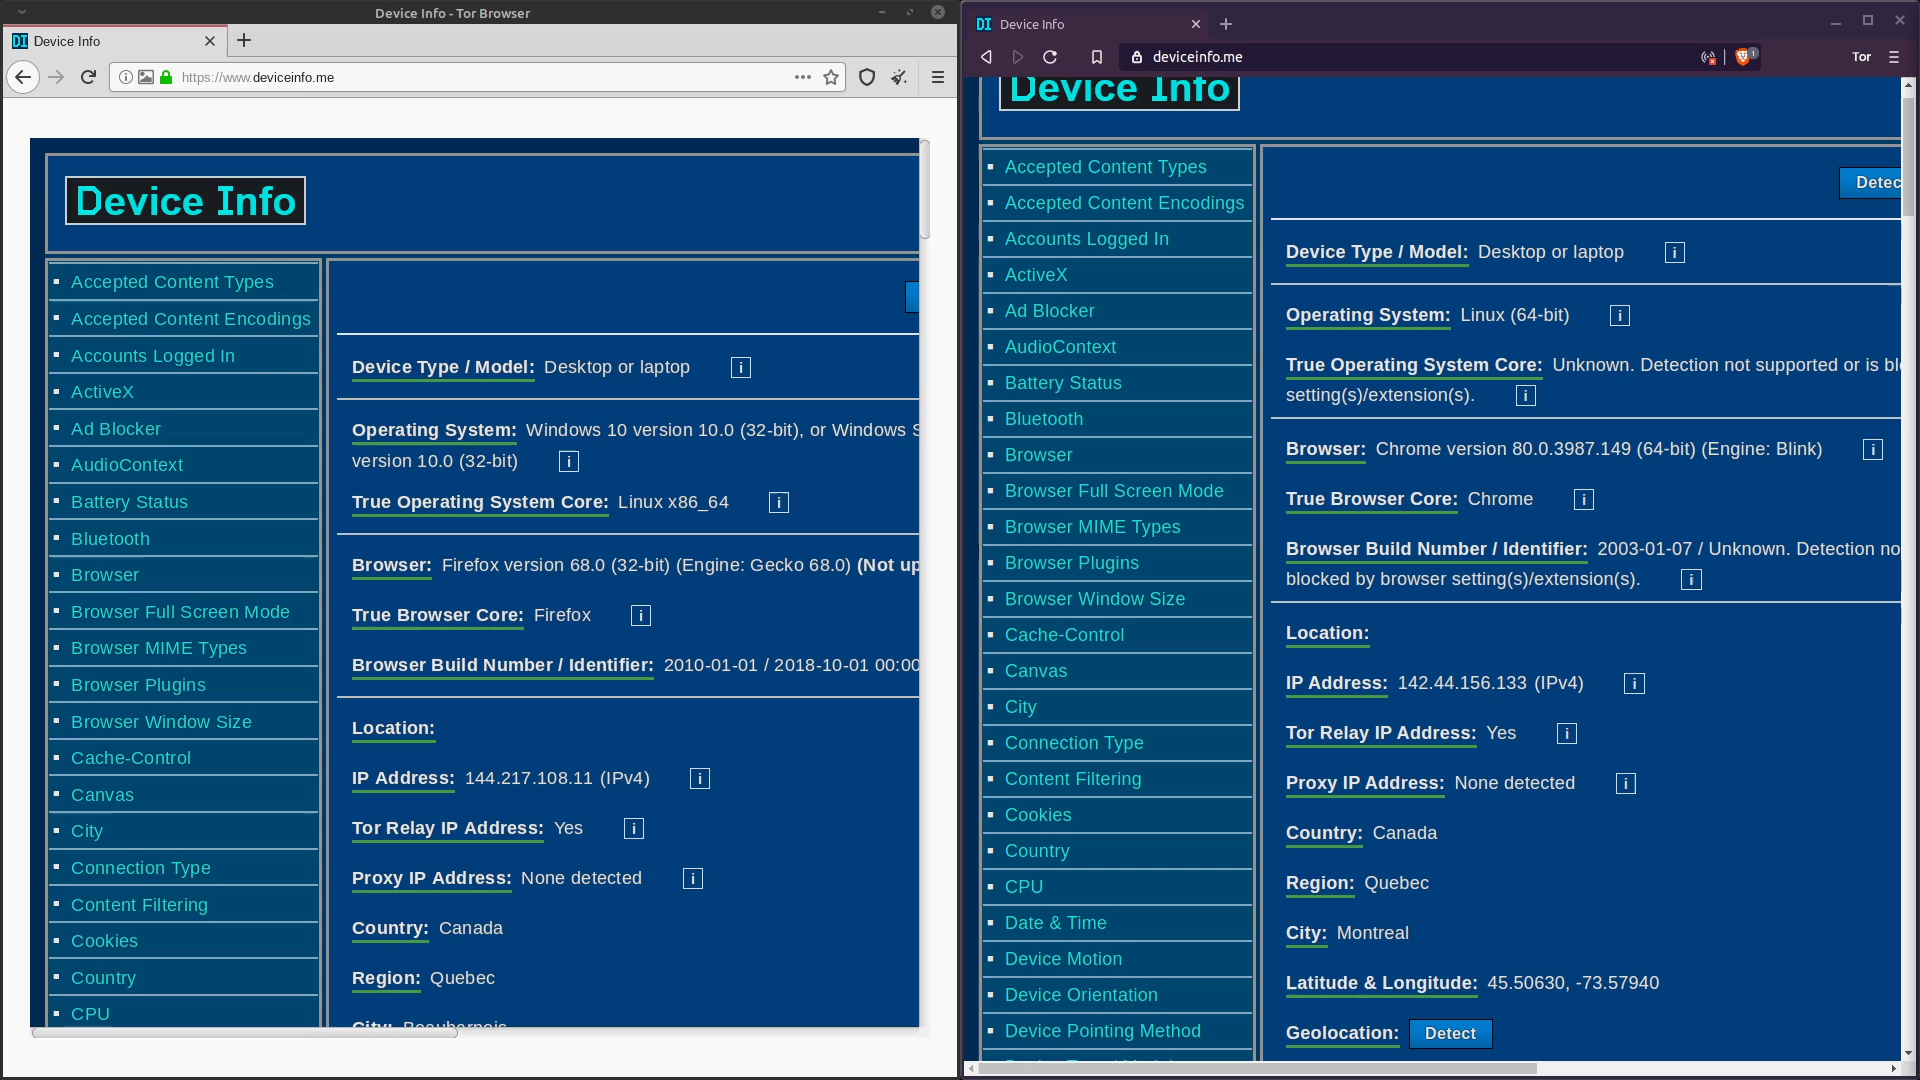 Device Info - Tor Browser
DI Device Info
https://www.deviceinfo.me
Device Info
Accepted Content Types
Accepted Content Encodings
Accounts Logged In
ActiveX
Ad Blocker
AudioContext
Battery Status
Bluetooth
Browser
Browser Full Screen Mode
Browser MIME Types
Browser Plugins
Browser Window Size
Cache-Control
Canvas
City
Connection Type
Content Filtering
Cookies
Country
CPU
Device Type / Model: Desktop or laptop i
Operating System: Windows 10 version 10.0 (32-bit), or Windows S
version 10.0 (32-bit) i
True Operating System Core: Linux x86_64 i
Browser: Firefox version 68.0 (32-bit) (Engine: Gecko 68.0) (Not up
True Browser Core: Firefox i
Browser Build Number / Identifier: 2010-01-01 / 2018-10-01 00:00
Location:
IP Address: 144.217.108.11 (IPv4) i
Tor Relay IP Address: Yes i
Proxy IP Address: None detected i
Country: Canada
Region: Quebec
City: Beauharnois
DI Device Info
deviceinfo.me
1
Tor
Device Info
Accepted Content Types
Accepted Content Encodings
Accounts Logged In
ActiveX
Ad Blocker
AudioContext
Battery Status
Bluetooth
Browser
Browser Full Screen Mode
Browser MIME Types
Browser Plugins
Browser Window Size
Cache-Control
Canvas
City
Connection Type
Content Filtering
Cookies
Country
CPU
Date & Time
Device Motion
Device Orientation
Device Pointing Method
Detec
Device Type / Model: Desktop or laptop i
Operating System: Linux (64-bit) i
True Operating System Core: Unknown. Detection not supported or is bl
setting(s)/extension(s). i
Browser: Chrome version 80.0.3987.149 (64-bit) (Engine: Blink) i
True Browser Core: Chrome i
Browser Build Number / Identifier: 2003-01-07 / Unknown. Detection no
blocked by browser setting(s)/extension(s). i
Location:
IP Address: 142.44.156.133 (IPv4) i
Tor Relay IP Address: Yes i
Proxy IP Address: None detected i
Country: Canada
Region: Quebec
City: Montreal
Latitude & Longitude: 45.50630, -73.57940
Geolocation: Detect